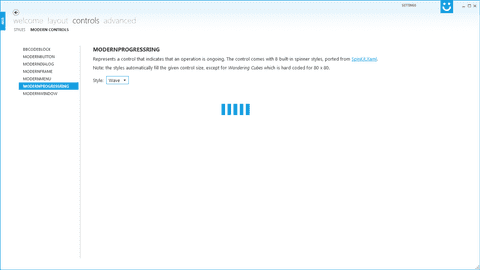 SETTINGS
welcome layout controls advanced
STYLES MODERN CONTROLS
BBCODEBLOCK
MODERNBUTTON
MODERNDIALOG
MODERNFRAME
MODERNMENU
MODERNPROGRESSRING
MODERNWINDOW
MODERNPROGRESSRING
Represents a control that indicates that an operation is ongoing. The control comes with 8 built in spinner styles, ported from SpinKit.Xaml.
Note: the styles automatically fill the given control size, except for Wandering Cubes which is hard coded for 80 x 80.
Style: Wave